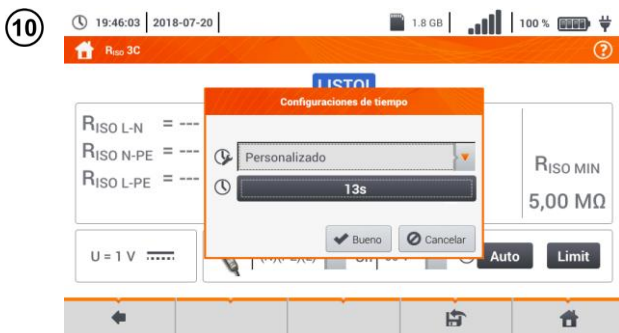 10
19:46:03 2018-07-20 1.8 GB 100 %
RISO 3C ?
LISTO!
Configuraciones de tiempo
RISO L-N = ---
RISO N-PE = ---
RISO L-PE = ---
Personalizado
13s
RISO MIN
5,00 MΩ
Bueno Cancelar
U = 1 V
Auto Limit